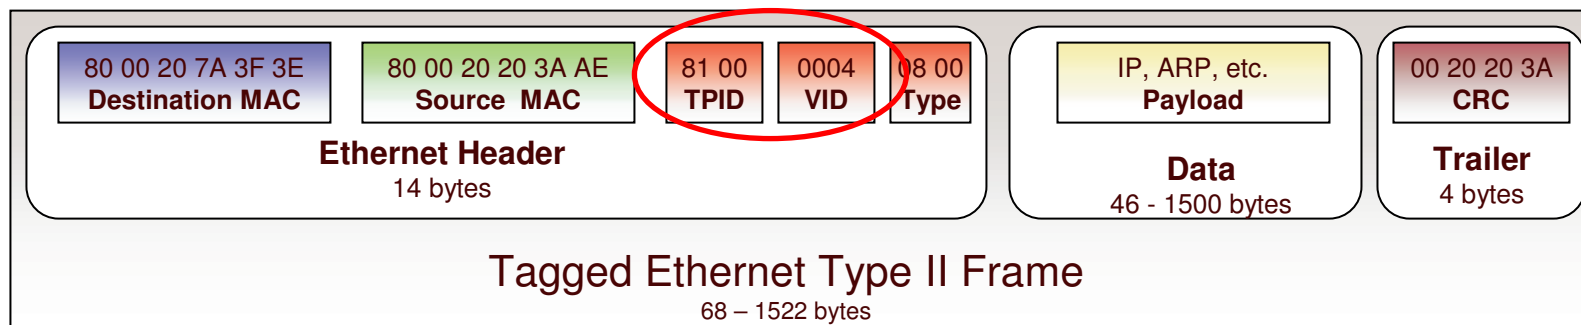 80 00 20 7A 3F 3E
Destination MAC
80 00 20 20 3A AE
Source MAC
81 00
TPID
0004
VID
08 00
Type
Ethernet Header
14 bytes
IP, ARP, etc.
Payload
Data
46 - 1500 bytes
00 20 20 3A
CRC
Trailer
4 bytes
Tagged Ethernet Type II Frame
68 – 1522 bytes